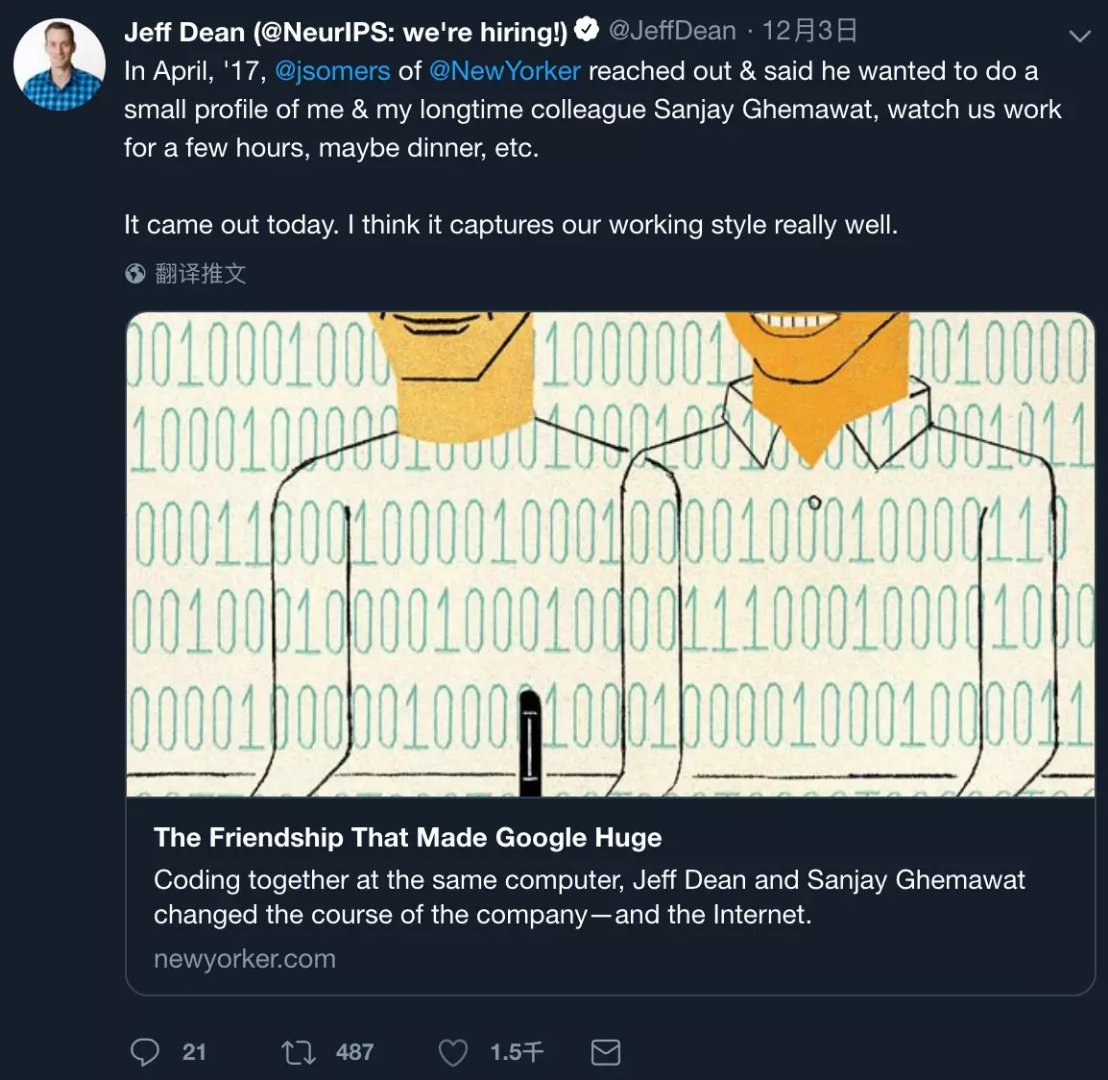 Jeff Dean (@NeurIPS: we're hiring!) @JeffDean · 12月3日
In April, '17, @jsomers of @NewYorker reached out & said he wanted to do a
small profile of me & my longtime colleague Sanjay Ghemawat, watch us work
for a few hours, maybe dinner, etc.
It came out today. I think it captures our working style really well.
翻译推文
The Friendship That Made Google Huge
Coding together at the same computer, Jeff Dean and Sanjay Ghemawat
changed the course of the company—and the Internet.
newyorker.com
21 487 1.5千